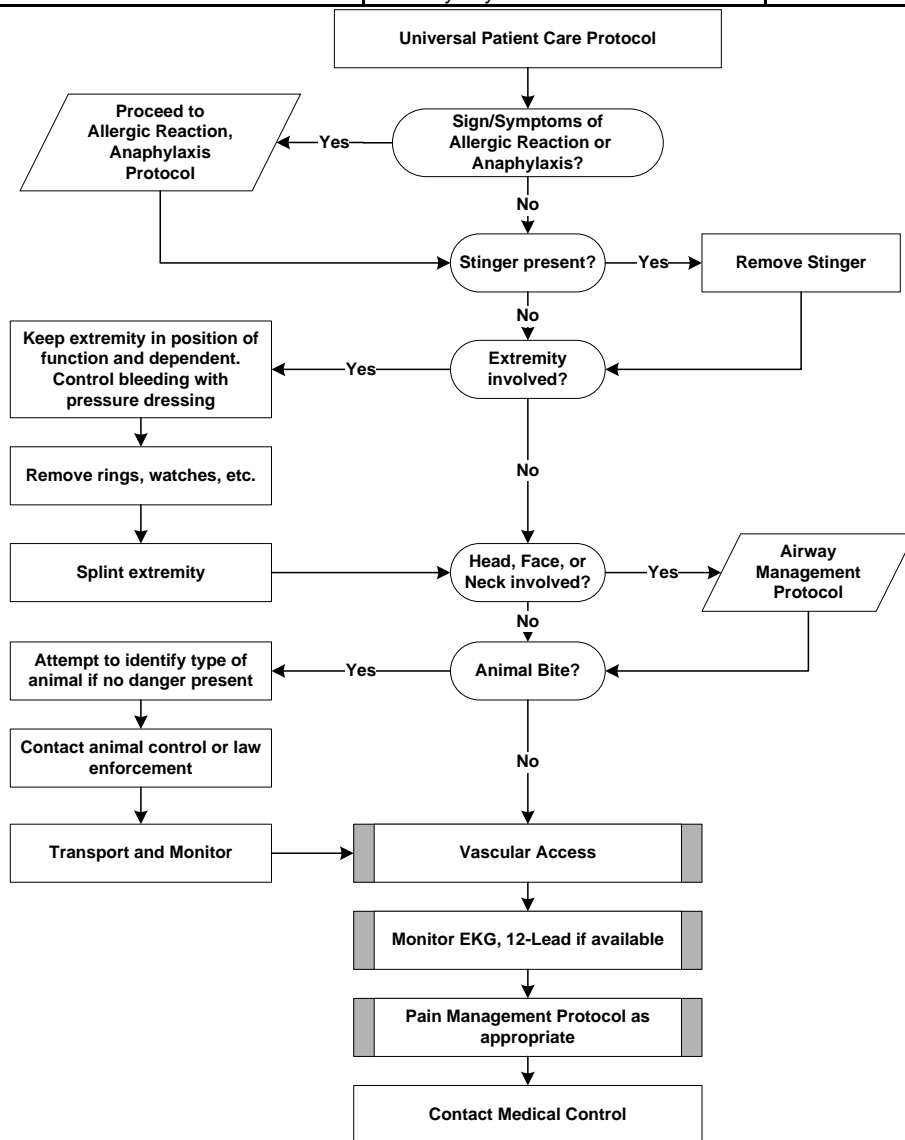 Universal Patient Care Protocol
Proceed to
Allergic Reaction,
Anaphylaxis
Protocol
Yes
Sign/Symptoms of
Allergic Reaction or
Anaphylaxis?
No
Stinger present?
Yes
Remove Stinger
No
Keep extremity in position of
function and dependent.
Control bleeding with
pressure dressing
Yes
Extremity
involved?
Remove rings, watches, etc.
No
Splint extremity
Head, Face, or
Neck involved?
Yes
Airway
Management
Protocol
No
Attempt to identify type of
animal if no danger present
Yes
Animal Bite?
Contact animal control or law
enforcement
No
Transport and Monitor
Vascular Access
Monitor EKG, 12-Lead if available
Pain Management Protocol as
appropriate
Contact Medical Control